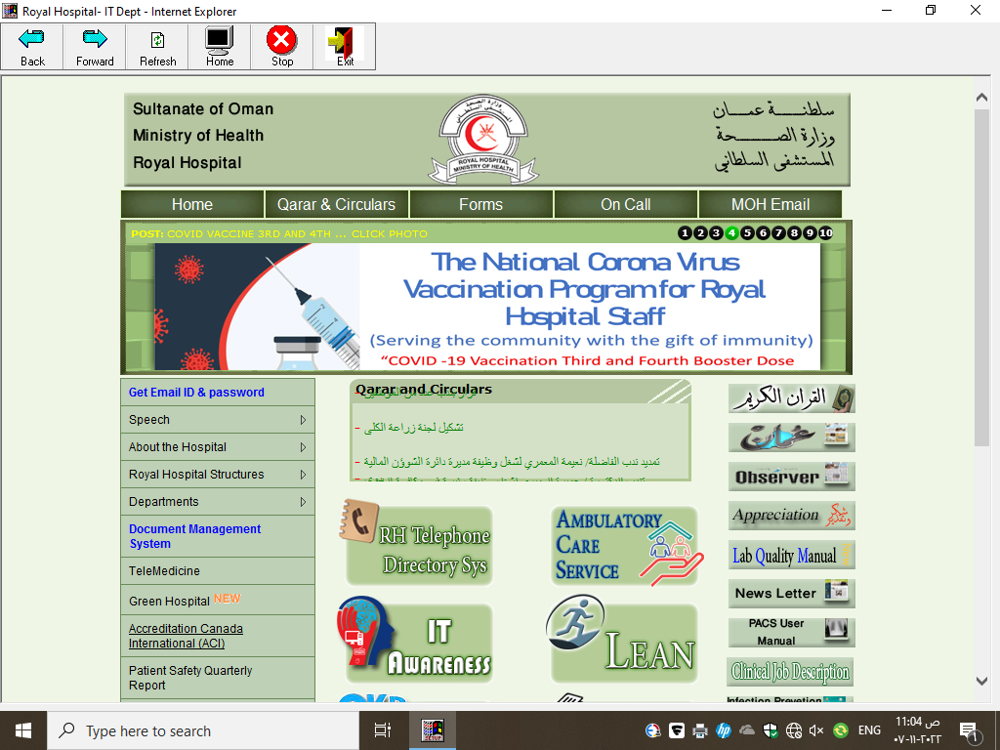 Royal Hospital- IT Dept - Internet Explorer
Back Forward Refresh Home Stop Exit
Sultanate of Oman
Ministry of Health
Royal Hospital
ROYAL HOSPITAL
MINISTRY OF HEALTH
سلطنة عمان
وزارة الصحة
المستشفى السلطاني
Home Qarar & Circulars Forms On Call MOH Email
POST: COVID VACCINE 3RD AND 4TH ... CLICK PHOTO
1 2 3 4 5 6 7 8 9 10
The National Corona Virus
Vaccination Program for Royal
Hospital Staff
(Serving the community with the gift of immunity)
“COVID -19 Vaccination Third and Fourth Booster Dose
Get Email ID & password
Speech
About the Hospital
Royal Hospital Structures
Departments
Document Management
System
TeleMedicine
Green Hospital NEW
Accreditation Canada
International (ACI)
Patient Safety Quarterly
Report
Qarar and Circulars
- تشكيل لجنة زراعة الكلى
- تمديد ندب الفاضلة/ نعيمة المعمري لشغل وظيفة مديرة دائرة الشوؤن المالية
RH Telephone
Directory Sys
AMBULATORY
CARE
SERVICE
IT
AWARENESS
LEAN
القرآن الكريم
عمان
Observer
Appreciation شكر وتقدير
Lab Quality Manual
News Letter
PACS User
Manual
Clinical Job Description
Infection Prevetion
Type here to search
ENG
11:04 ص
٠٧-١١-٢٠٢٢
1